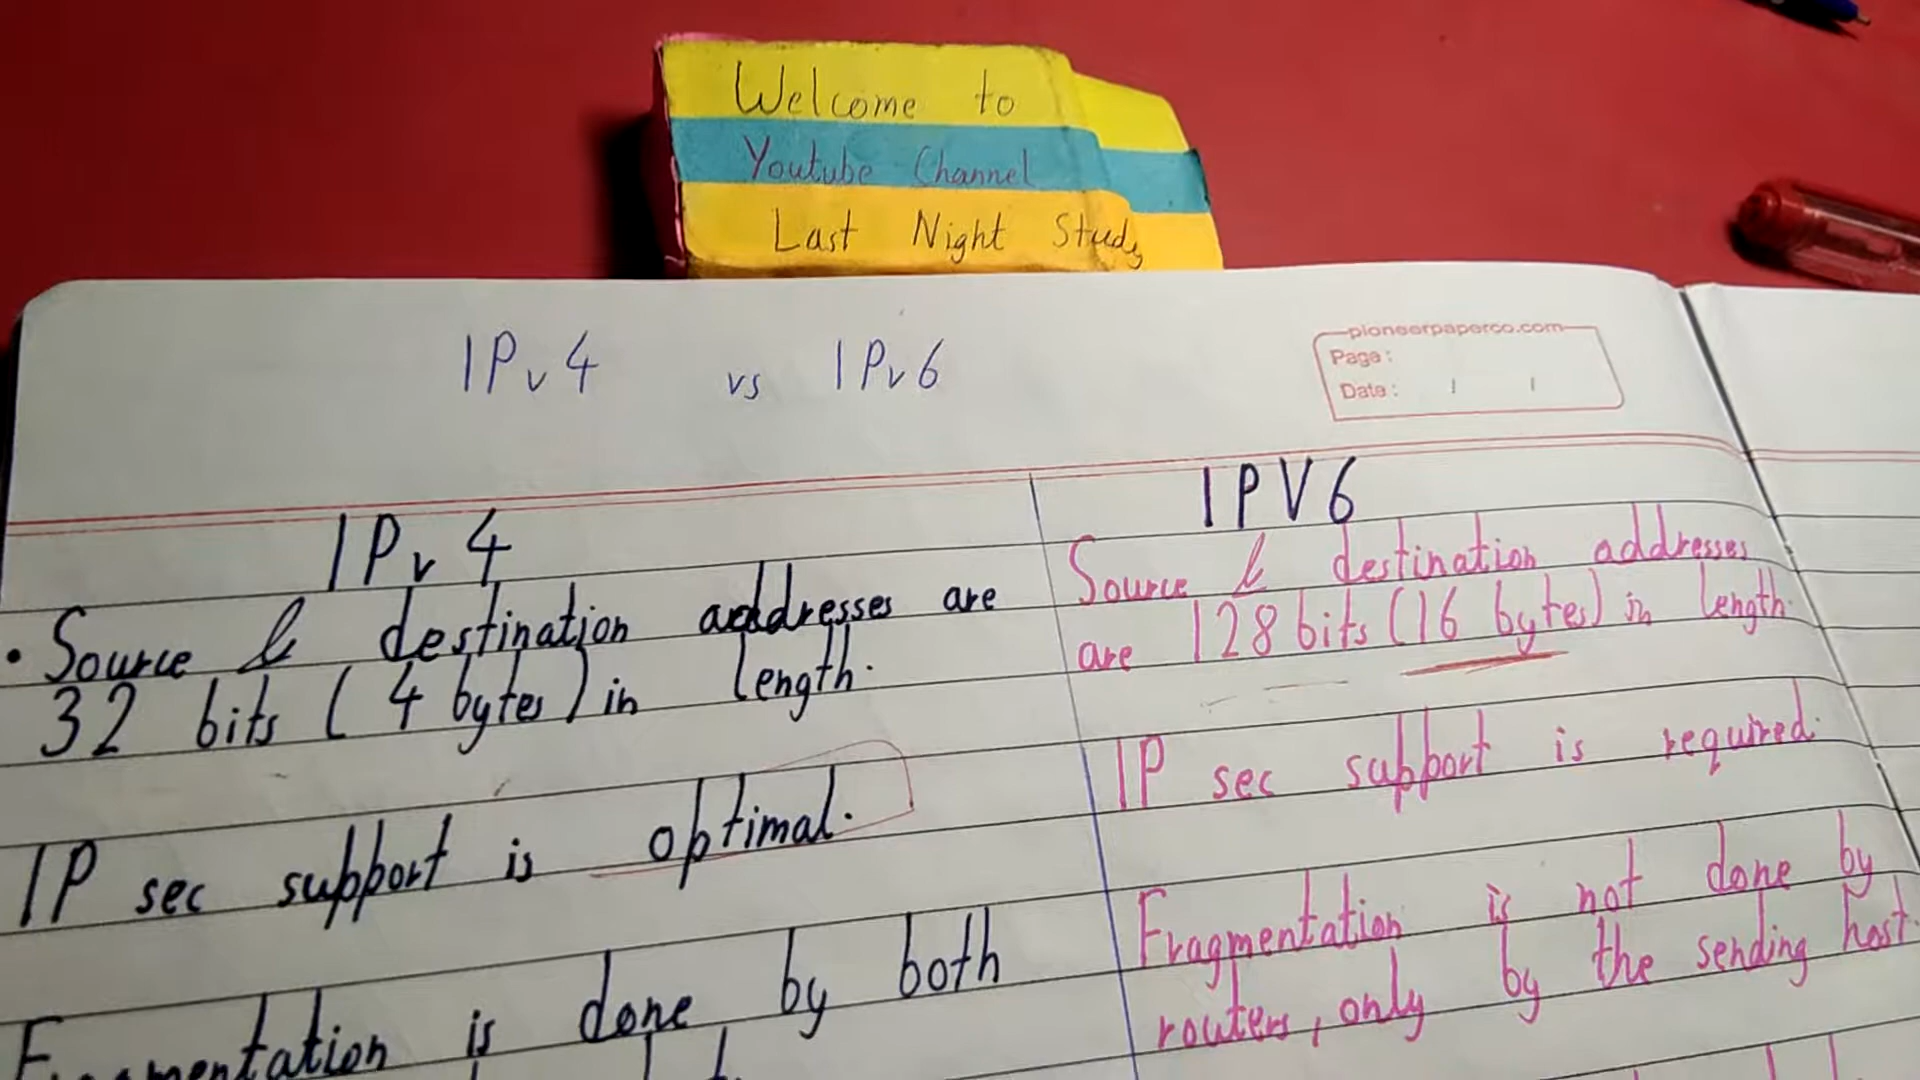 Welcome to
Youtube Channel
Last Night Study
IPv4 vs IPv6
pioneerpaperco.com
Page:
Date: / /
IPv4
• Source & destination addresses are
32 bits (4 bytes) in length.
IP sec support is optimal.
Fragmentation is done by both
IPV6
Source & destination addresses
are 128 bits (16 bytes) in length.
IP sec support is required.
Fragmentation is not done by
routers, only by the sending host.